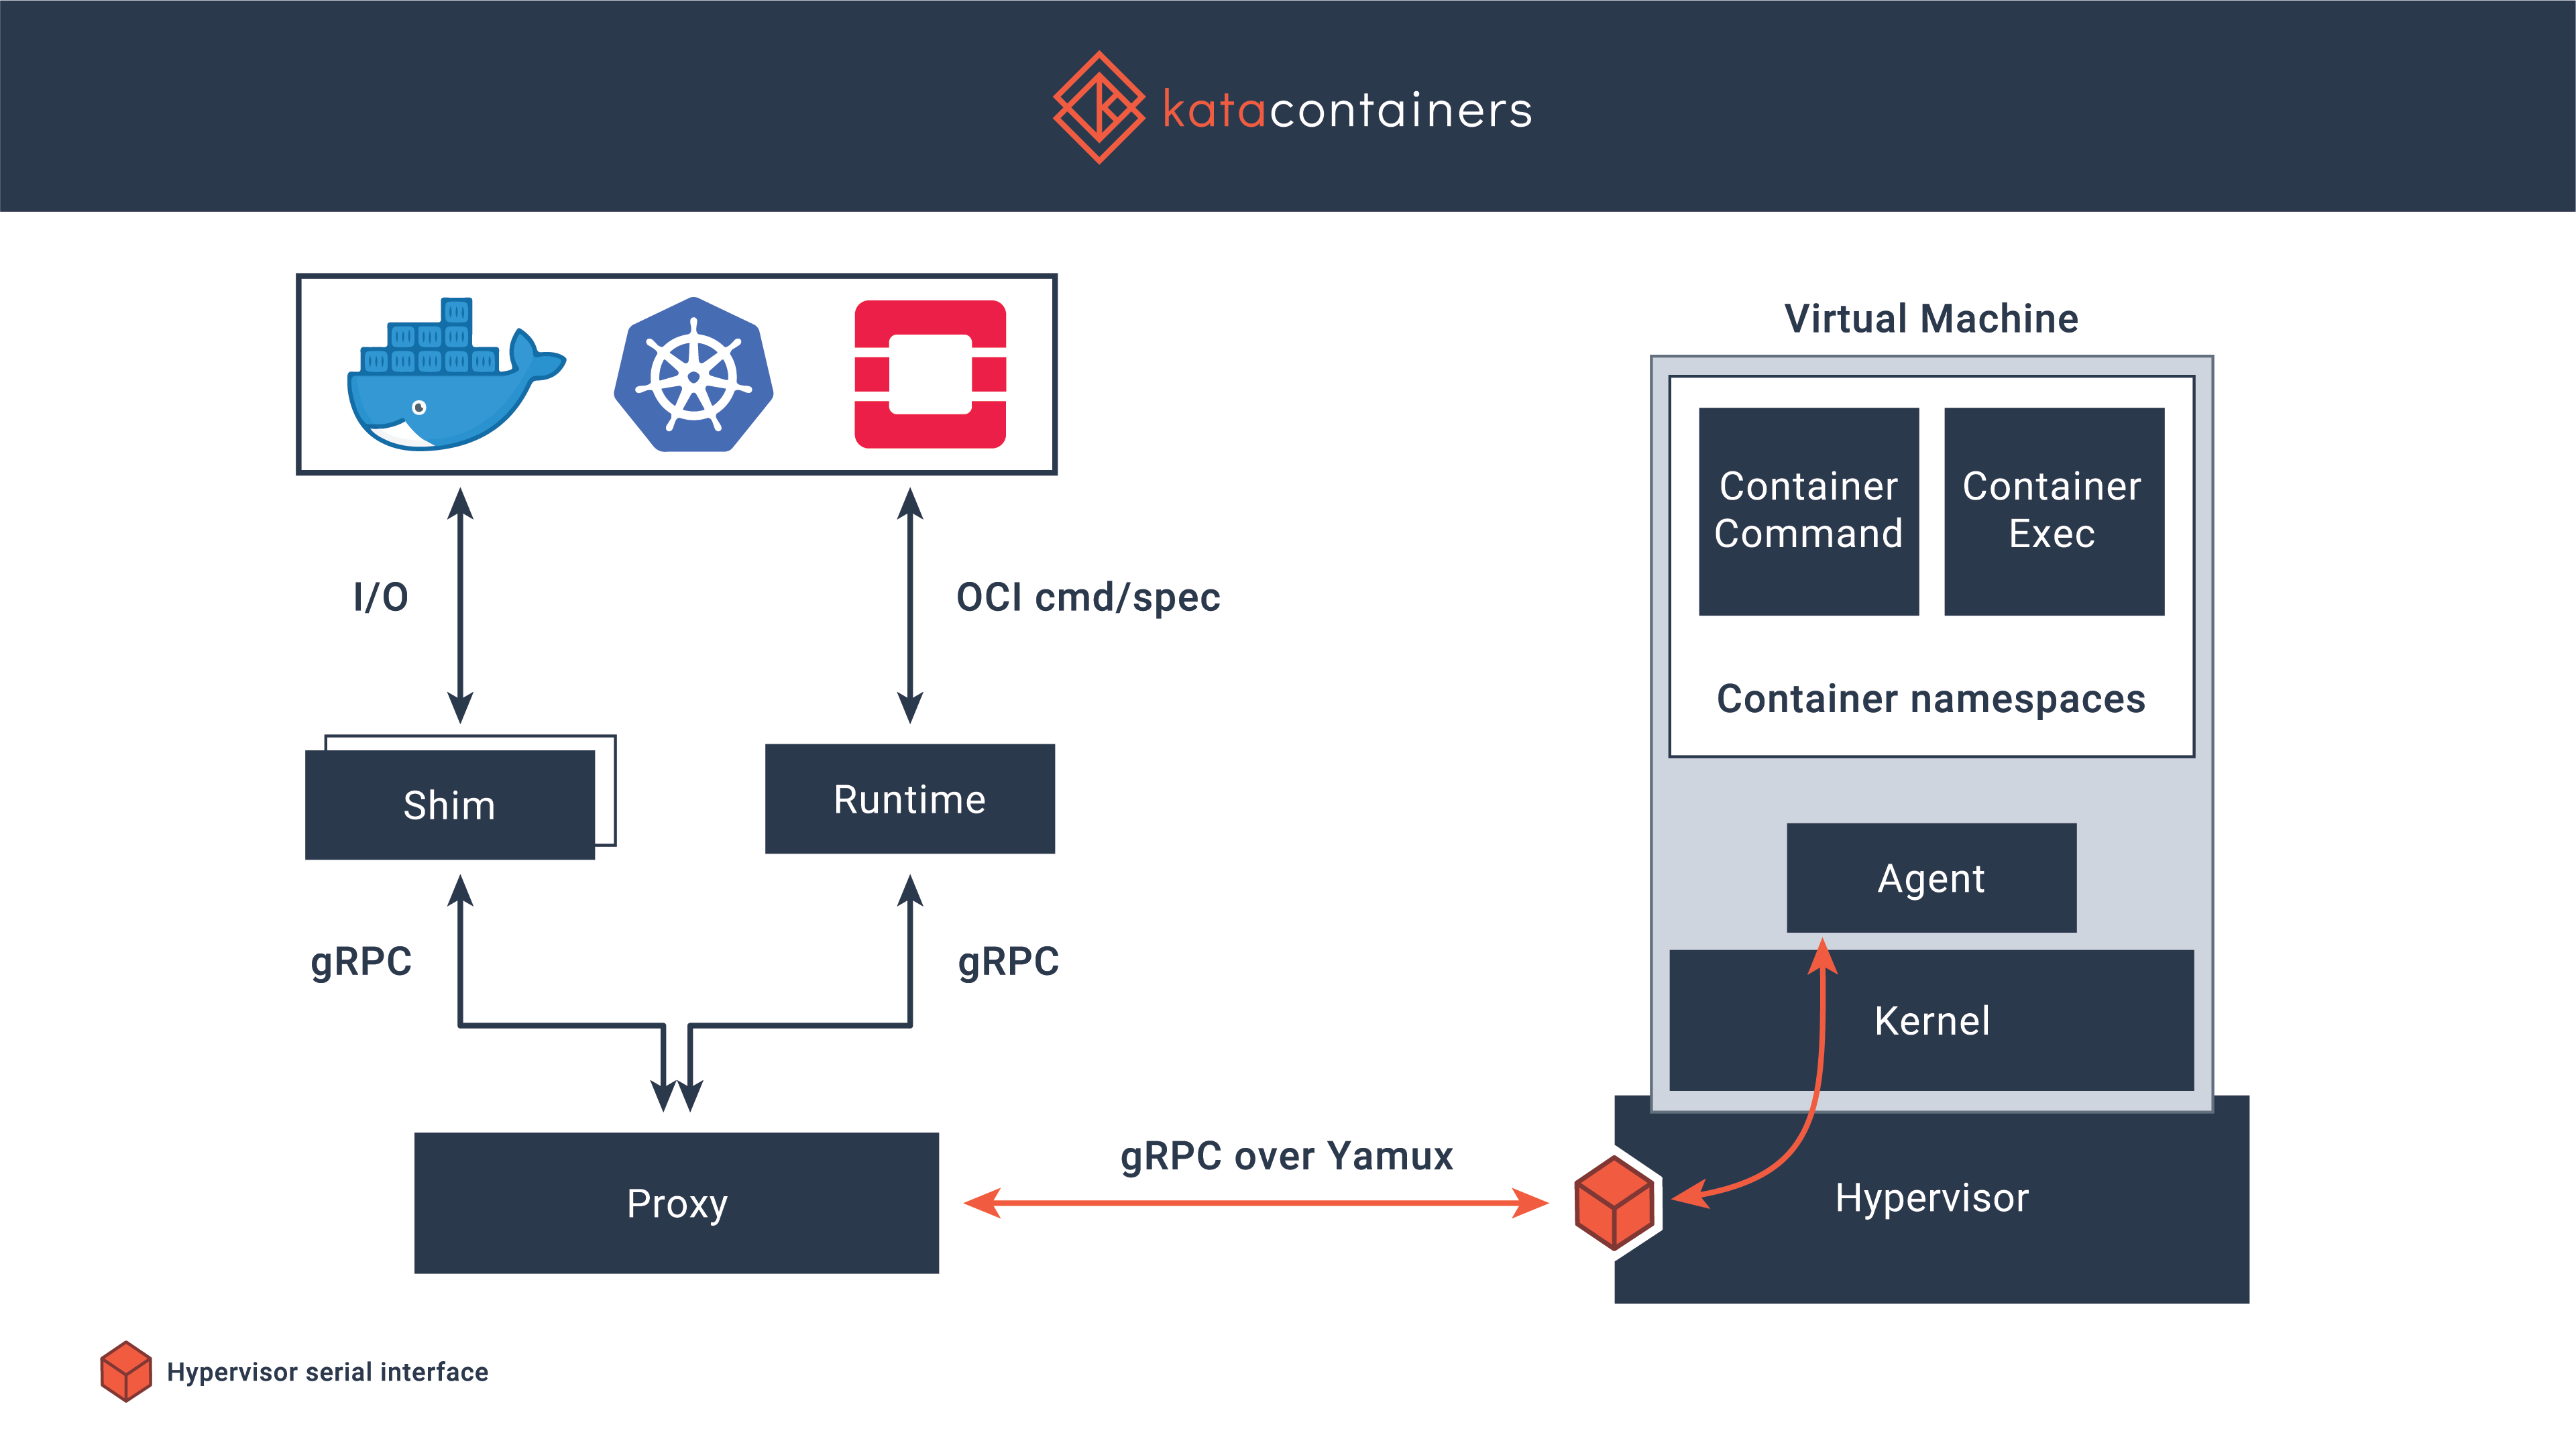 katacontainers
I/O
OCI cmd/spec
Shim
Runtime
gRPC
gRPC
Proxy
gRPC over Yamux
Virtual Machine
Container
Command
Container
Exec
Container namespaces
Agent
Kernel
Hypervisor
Hypervisor serial interface